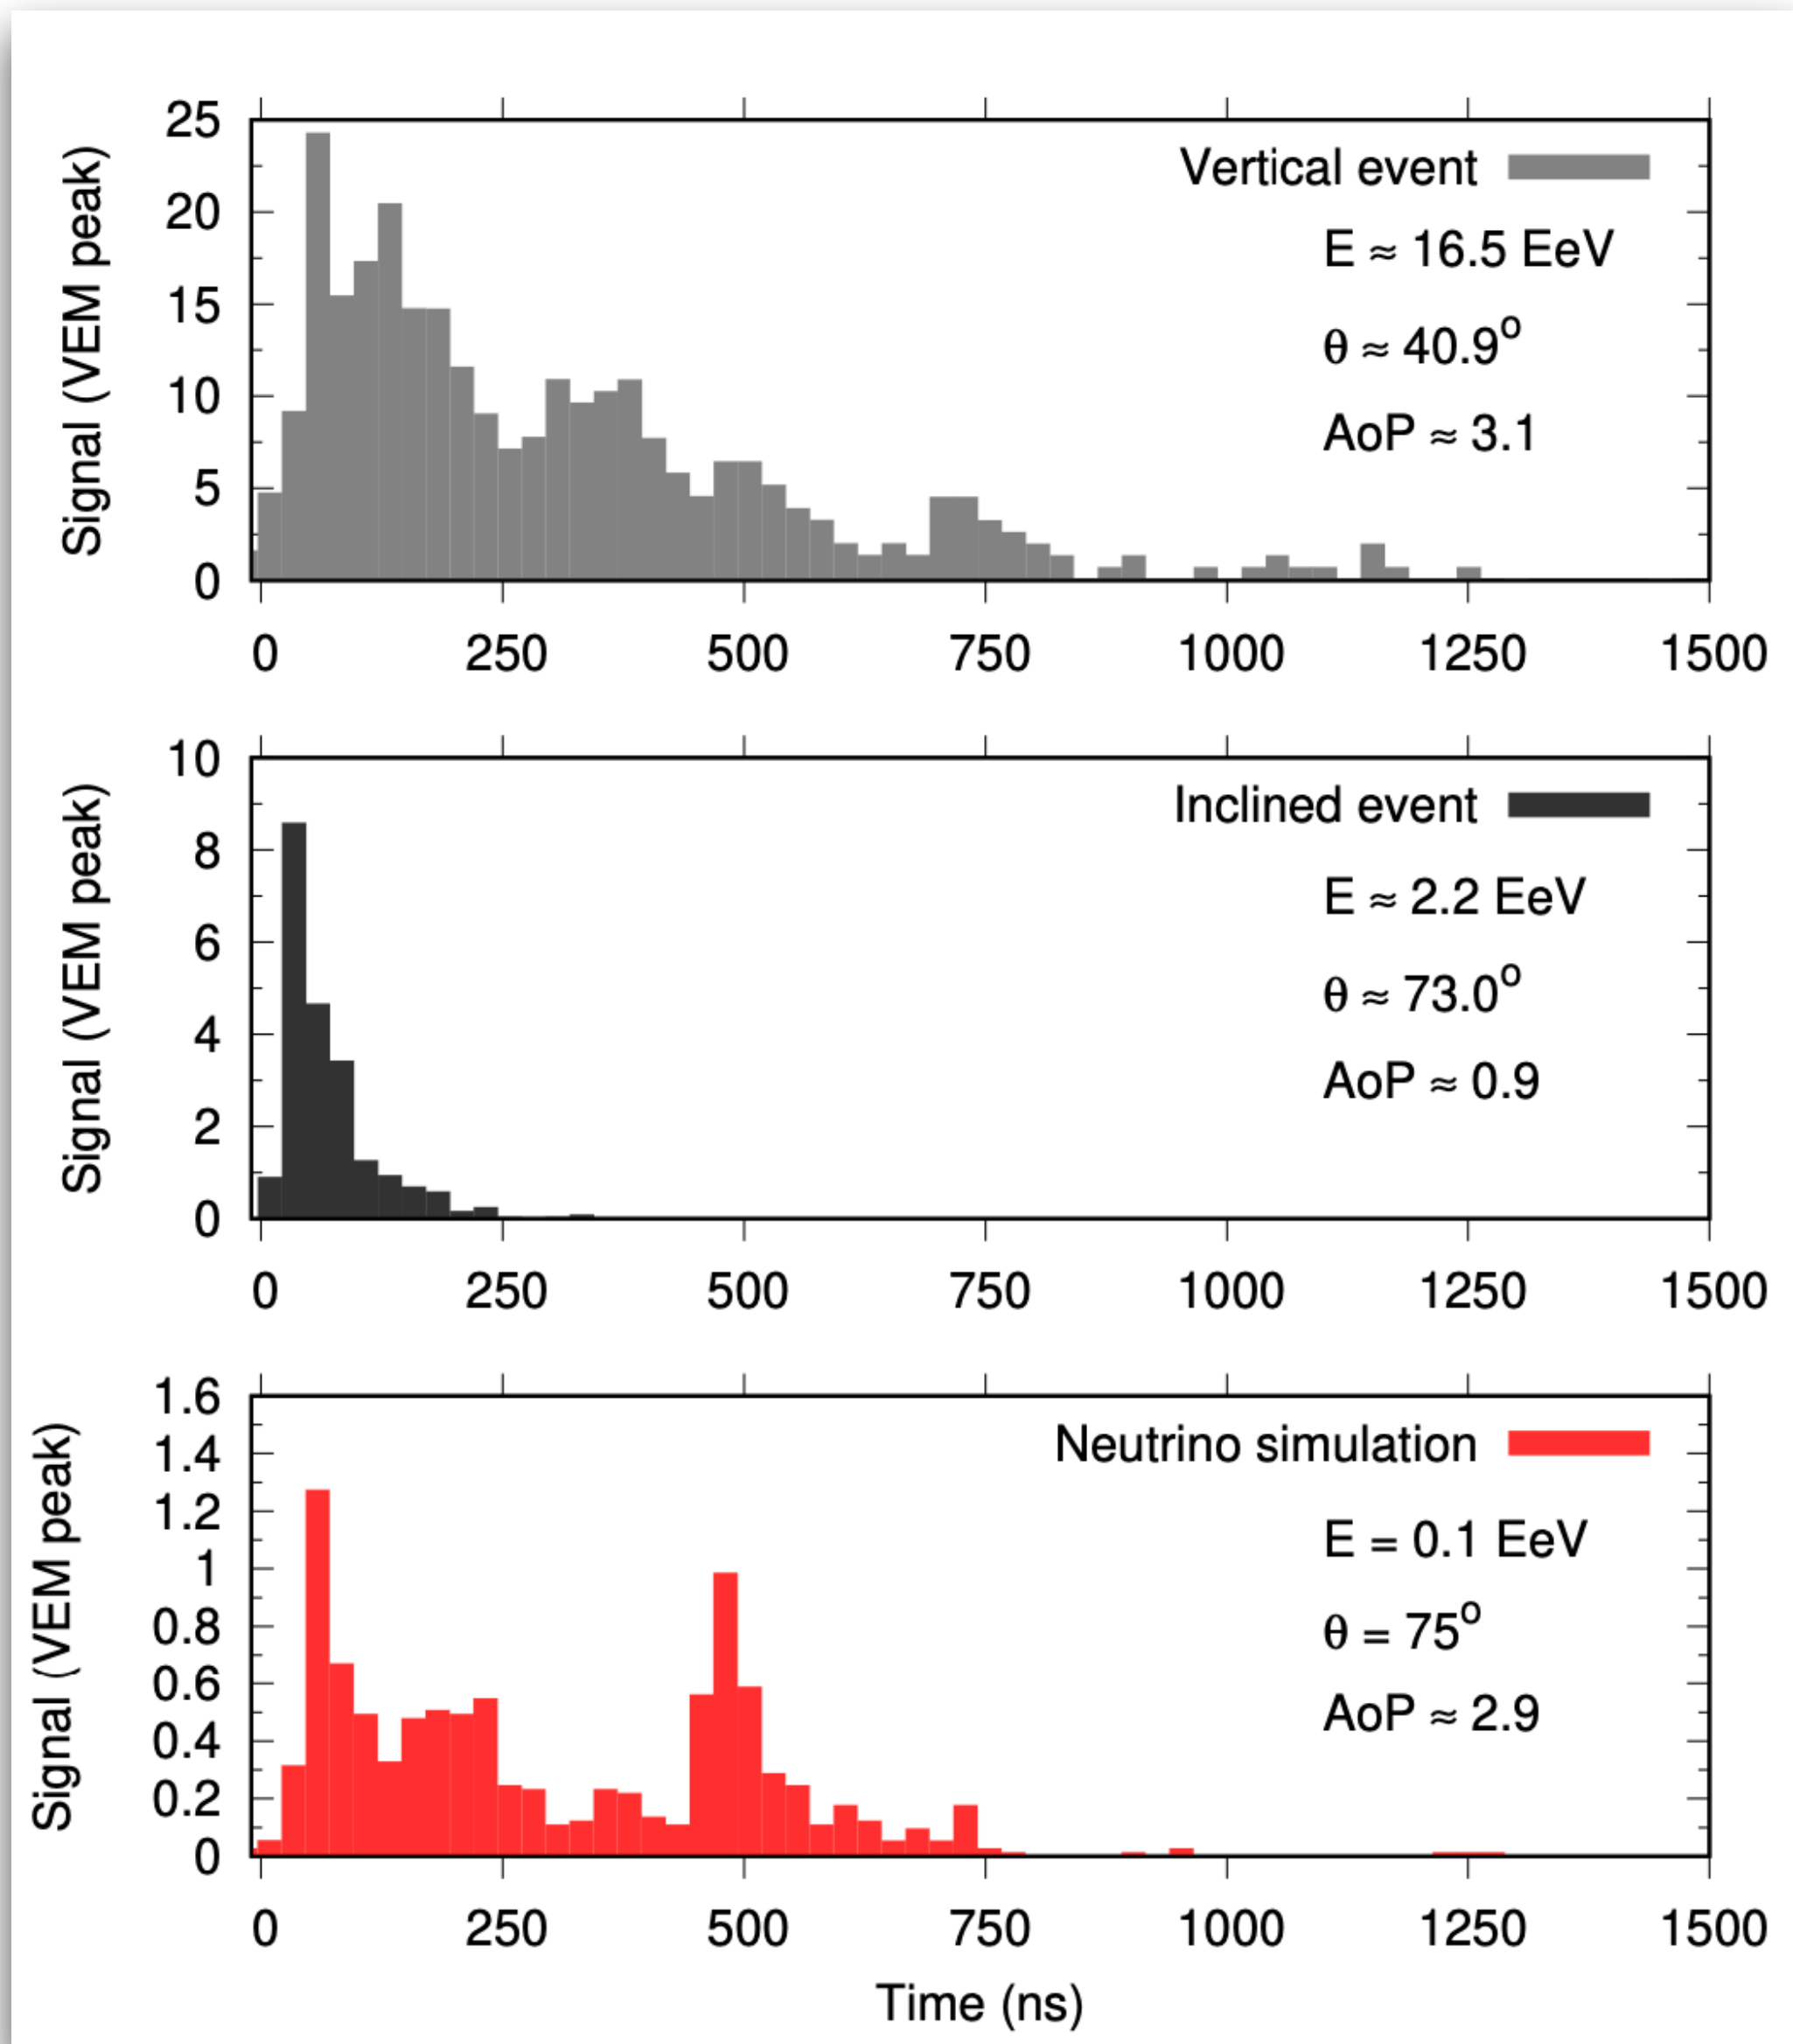 Signal (VEM peak)
25
20
15
10
5
0
Vertical event
E ≈ 16.5 EeV
θ ≈ 40.9°
AoP ≈ 3.1
0 250 500 750 1000 1250 1500
Signal (VEM peak)
10
8
6
4
2
0
Inclined event
E ≈ 2.2 EeV
θ ≈ 73.0°
AoP ≈ 0.9
0 250 500 750 1000 1250 1500
Signal (VEM peak)
1.6
1.4
1.2
1
0.8
0.6
0.4
0.2
0
Neutrino simulation
E = 0.1 EeV
θ = 75°
AoP ≈ 2.9
0 250 500 750 1000 1250 1500
Time (ns)